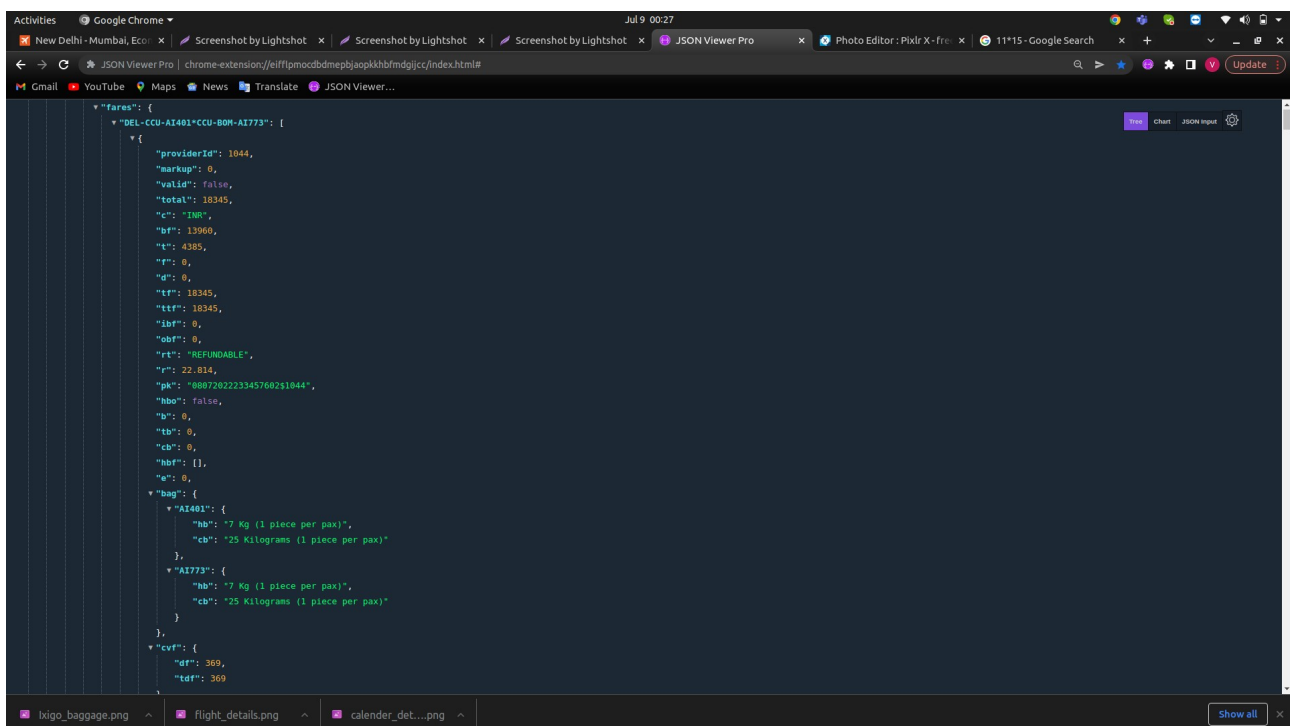 Activities Google Chrome Jul 9 00:27
New Delhi - Mumbai, Eco Screenshot by Lightshot Screenshot by Lightshot Screenshot by Lightshot JSON Viewer Pro Photo Editor : Pixlr X - free 11*15 - Google Search
JSON Viewer Pro | chrome-extension://eifflpmocdbdmepbjaopkkhbfmdgijcc/index.html# V Update
Gmail YouTube Maps News Translate JSON Viewer...
"fares": {
"DEL-CCU-AI401*CCU-BOM-AI773": [
Tree Chart JSON Input
{
"providerId": 1044,
"markup": 0,
"valid": false,
"total": 18345,
"c": "INR",
"bf": 13960,
"t": 4385,
"f": 0,
"d": 0,
"tf": 18345,
"ttf": 18345,
"ibf": 0,
"obf": 0,
"rt": "REFUNDABLE",
"r": 22.814,
"pk": "08072022233457602$1044",
"hbo": false,
"b": 0,
"tb": 0,
"cb": 0,
"hbf": [],
"e": 0,
"bag": {
"AI401": {
"hb": "7 Kg (1 piece per pax)",
"cb": "25 Kilograms (1 piece per pax)"
},
"AI773": {
"hb": "7 Kg (1 piece per pax)",
"cb": "25 Kilograms (1 piece per pax)"
}
},
"cvf": {
"df": 369,
"tdf": 369
}
Ixigo_baggage.png flight_details.png calender_det....png Show all